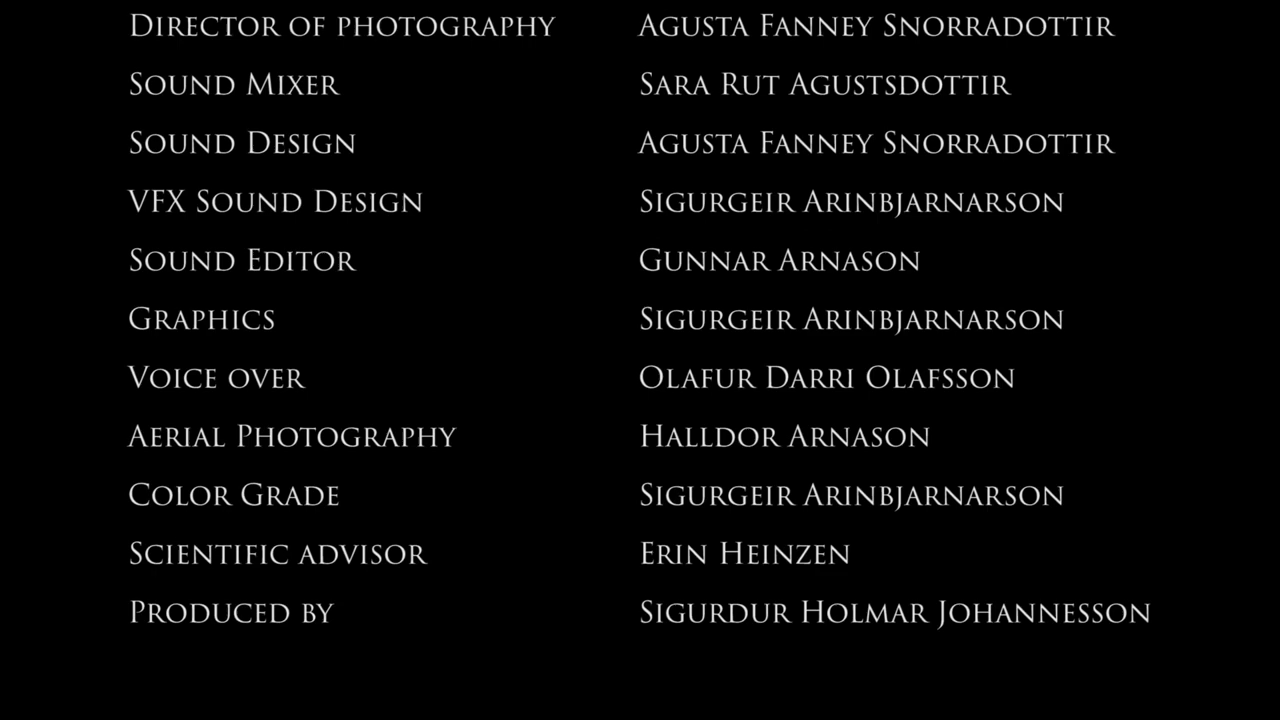 Director of photography Agusta Fanney Snorradottir
Sound Mixer Sara Rut Agustsdottir
Sound Design Agusta Fanney Snorradottir
VFX Sound Design Sigurgeir Arinbjarnarson
Sound Editor Gunnar Arnason
Graphics Sigurgeir Arinbjarnarson
Voice over Olafur Darri Olafsson
Aerial Photography Halldor Arnason
Color Grade Sigurgeir Arinbjarnarson
Scientific advisor Erin Heinzen
Produced by Sigurdur Holmar Johannesson